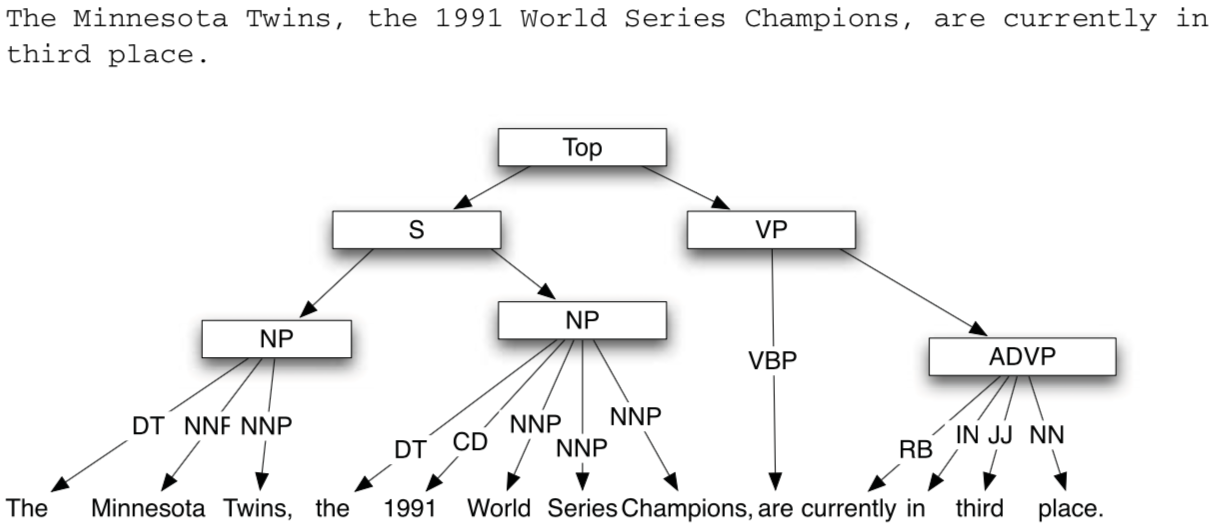 The Minnesota Twins, the 1991 World Series Champions, are currently in
third place.
Top
S VP
NP NP
VBP ADVP
DT NNP NNP DT CD NNP NNP NNP RB IN JJ NN
The Minnesota Twins, the 1991 World Series Champions, are currently in third place.